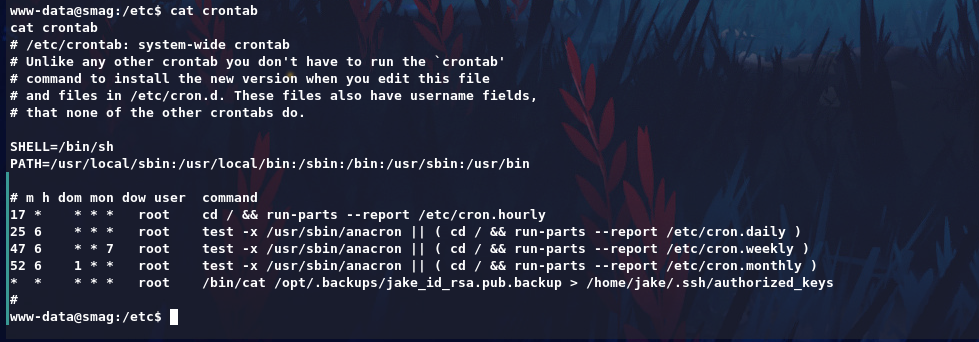 www-data@smag:/etc$ cat crontab
cat crontab
# /etc/crontab: system-wide crontab
# Unlike any other crontab you don't have to run the `crontab'
# command to install the new version when you edit this file
# and files in /etc/cron.d. These files also have username fields,
# that none of the other crontabs do.

SHELL=/bin/sh
PATH=/usr/local/sbin:/usr/local/bin:/sbin:/bin:/usr/sbin:/usr/bin

# m h dom mon dow user  command
17 *    * * *   root    cd / && run-parts --report /etc/cron.hourly
25 6    * * *   root    test -x /usr/sbin/anacron || ( cd / && run-parts --report /etc/cron.daily )
47 6    * * 7   root    test -x /usr/sbin/anacron || ( cd / && run-parts --report /etc/cron.weekly )
52 6    1 * *   root    test -x /usr/sbin/anacron || ( cd / && run-parts --report /etc/cron.monthly )
*  *    * * *   root    /bin/cat /opt/.backups/jake_id_rsa.pub.backup > /home/jake/.ssh/authorized_keys
#
www-data@smag:/etc$